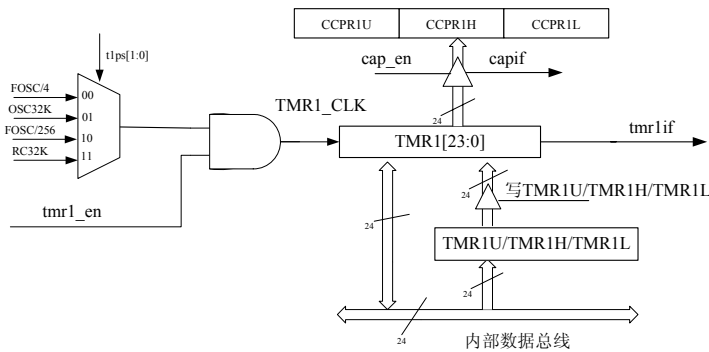 CCPR1U CCPR1H CCPR1L
t1ps[1:0]
cap_en
capif
FOSC/4
00
OSC32K
01
FOSC/256
10
RC32K
11
TMR1_CLK
24
TMR1[23:0]
tmr1if
tmr1_en
24
24
写TMR1U/TMR1H/TMR1L
TMR1U/TMR1H/TMR1L
24
24
内部数据总线